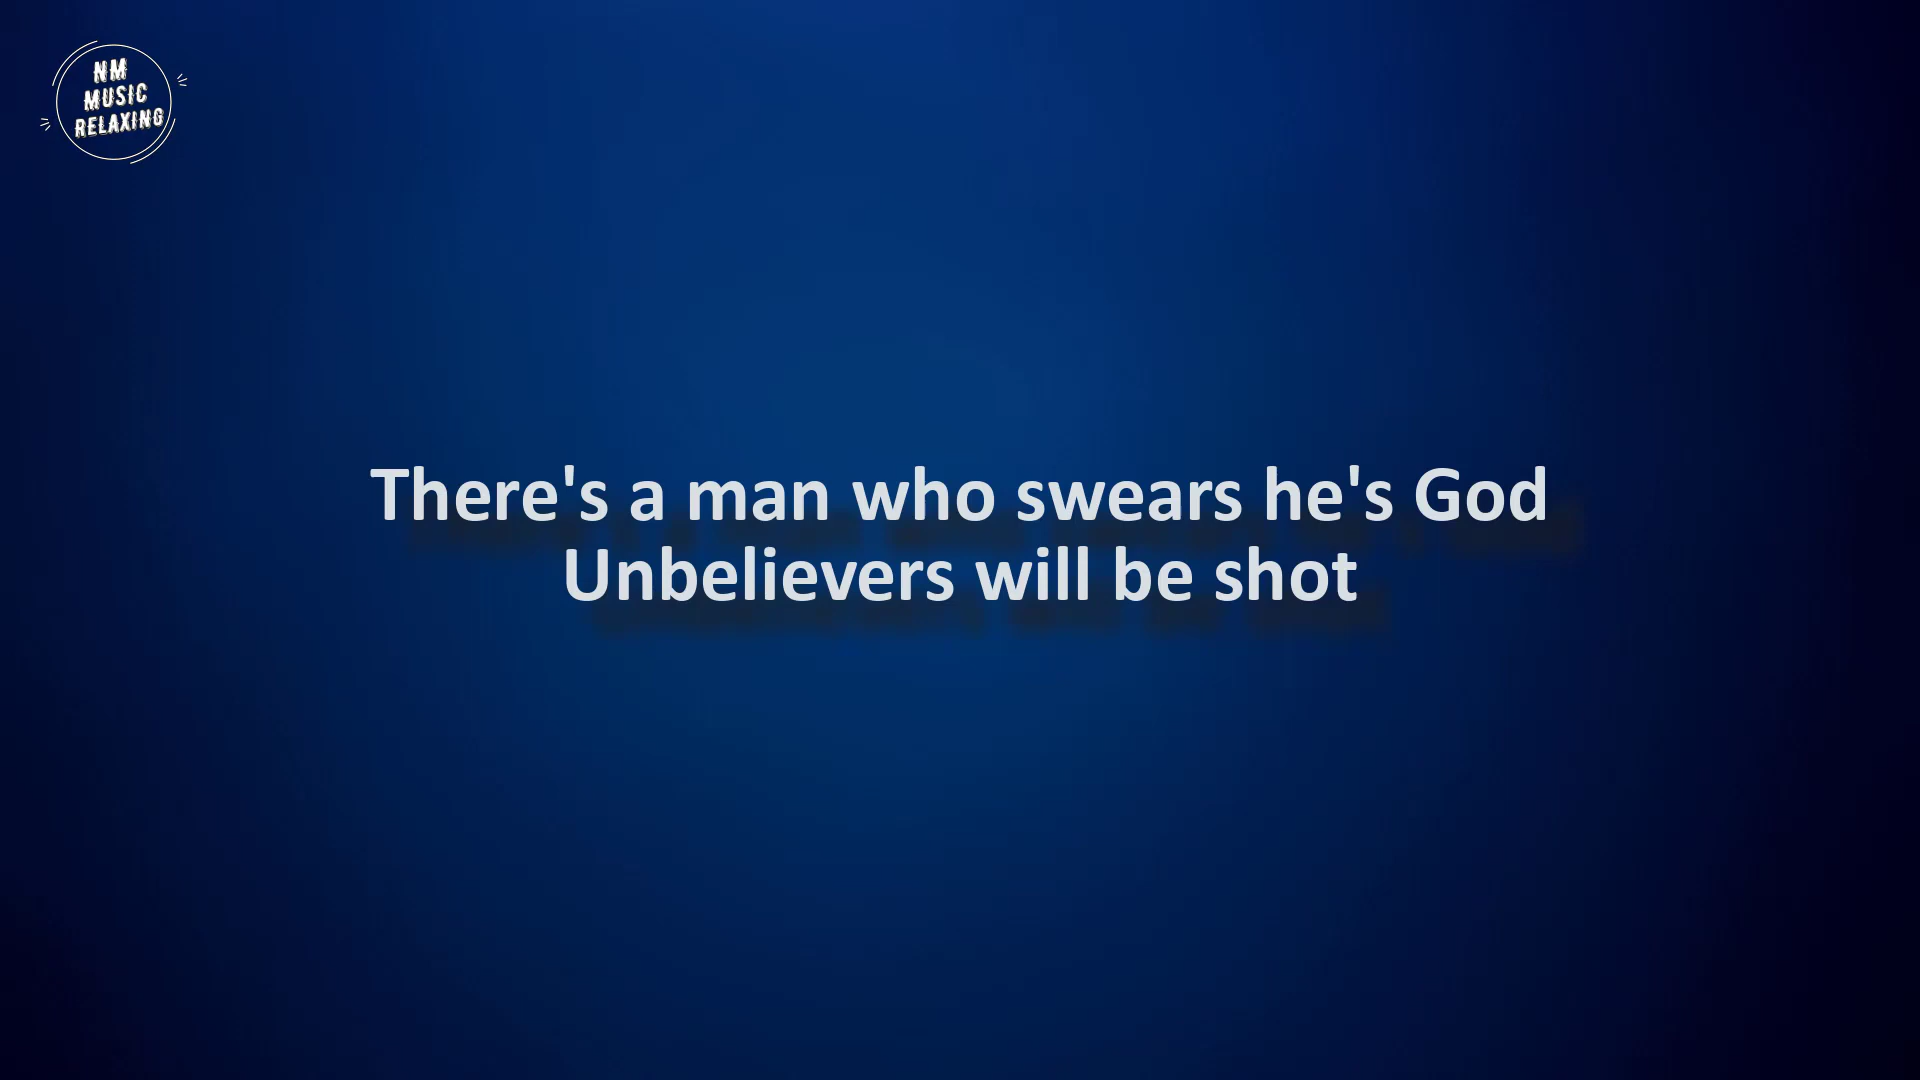 NM
MUSIC
RELAXING
There's a man who swears he's God
Unbelievers will be shot